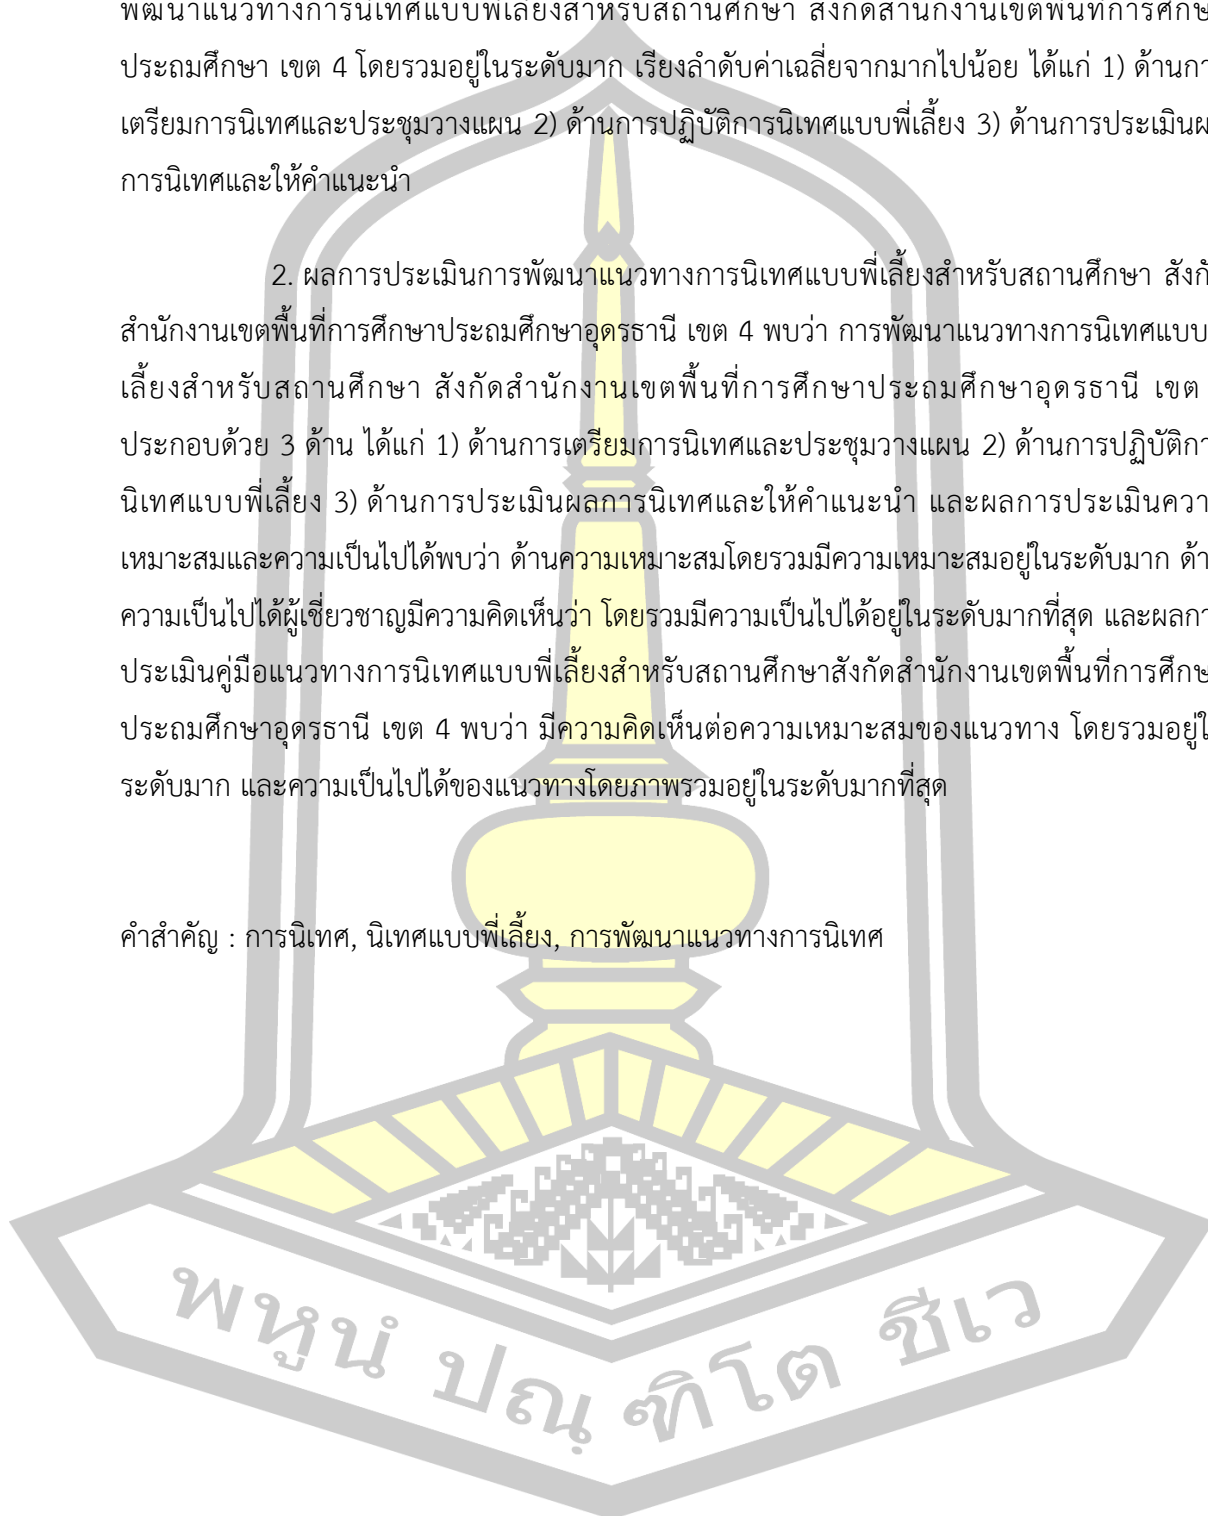 พัฒนาแนวทางการนิเทศแบบพี่เลี้ยงสำหรับสถานศึกษา สังกัดสำนักงานเขตพื้นที่การศึกษ
ประถมศึกษา เขต 4 โดยรวมอยู่ในระดับมาก เรียงลำดับค่าเฉลี่ยจากมากไปน้อย ได้แก่ 1) ด้านกา
เตรียมการนิเทศและประชุมวางแผน 2) ด้านการปฏิบัติการนิเทศแบบพี่เลี้ยง 3) ด้านการประเมินผ
การนิเทศและให้คำแนะนำ
2. ผลการประเมินการพัฒนาแนวทางการนิเทศแบบพี่เลี้ยงสำหรับสถานศึกษา สังกั
สำนักงานเขตพื้นที่การศึกษาประถมศึกษาอุดรธานี เขต 4 พบว่า การพัฒนาแนวทางการนิเทศแบบ
เลี้ยงสำหรับสถานศึกษา สังกัดสำนักงานเขตพื้นที่การศึกษาประถมศึกษาอุดรธานี เขต
ประกอบด้วย 3 ด้าน ได้แก่ 1) ด้านการเตรียมการนิเทศและประชุมวางแผน 2) ด้านการปฏิบัติกา
นิเทศแบบพี่เลี้ยง 3) ด้านการประเมินผลการนิเทศและให้คำแนะนำ และผลการประเมินควา
เหมาะสมและความเป็นไปได้พบว่า ด้านความเหมาะสมโดยรวมมีความเหมาะสมอยู่ในระดับมาก ด้า
ความเป็นไปได้ผู้เชี่ยวชาญมีความคิดเห็นว่า โดยรวมมีความเป็นไปได้อยู่ในระดับมากที่สุด และผลกา
ประเมินคู่มือแนวทางการนิเทศแบบพี่เลี้ยงสำหรับสถานศึกษาสังกัดสำนักงานเขตพื้นที่การศึกษ
ประถมศึกษาอุดรธานี เขต 4 พบว่า มีความคิดเห็นต่อความเหมาะสมของแนวทาง โดยรวมอยู่ใ
ระดับมาก และความเป็นไปได้ของแนวทางโดยภาพรวมอยู่ในระดับมากที่สุด
คำสำคัญ : การนิเทศ, นิเทศแบบพี่เลี้ยง, การพัฒนาแนวทางการนิเทศ
พหูนํ ปณฺฑิโต ชีเว